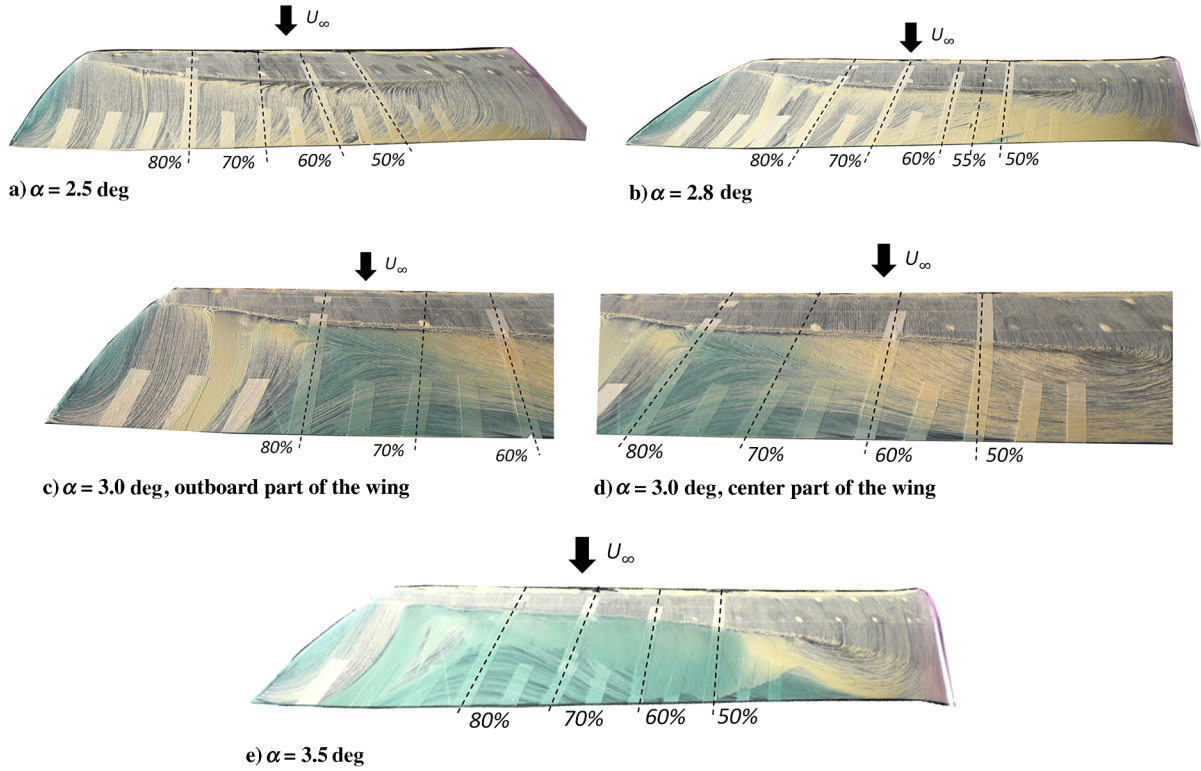 U∞
U∞
80% 70% 60% 50%
80% 70% 60% 55% 50%
a) α = 2.5 deg
b) α = 2.8 deg
U∞
U∞
80% 70% 60%
80% 70% 60% 50%
c) α = 3.0 deg, outboard part of the wing
d) α = 3.0 deg, center part of the wing
U∞
80% 70% 60% 50%
e) α = 3.5 deg